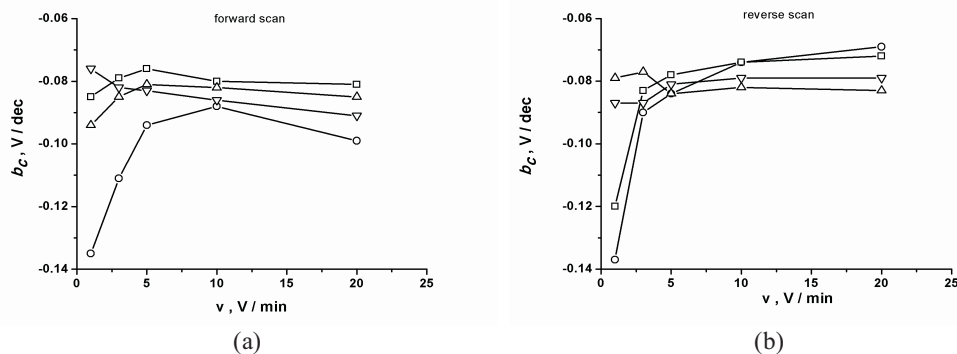 forward scan
-0.06
-0.08
-0.10
-0.12
-0.14
b_c, V / dec
0 5 10 15 20 25
v , V / min
(a)
reverse scan
-0.06
-0.08
-0.10
-0.12
-0.14
b_c, V / dec
0 5 10 15 20 25
v , V / min
(b)